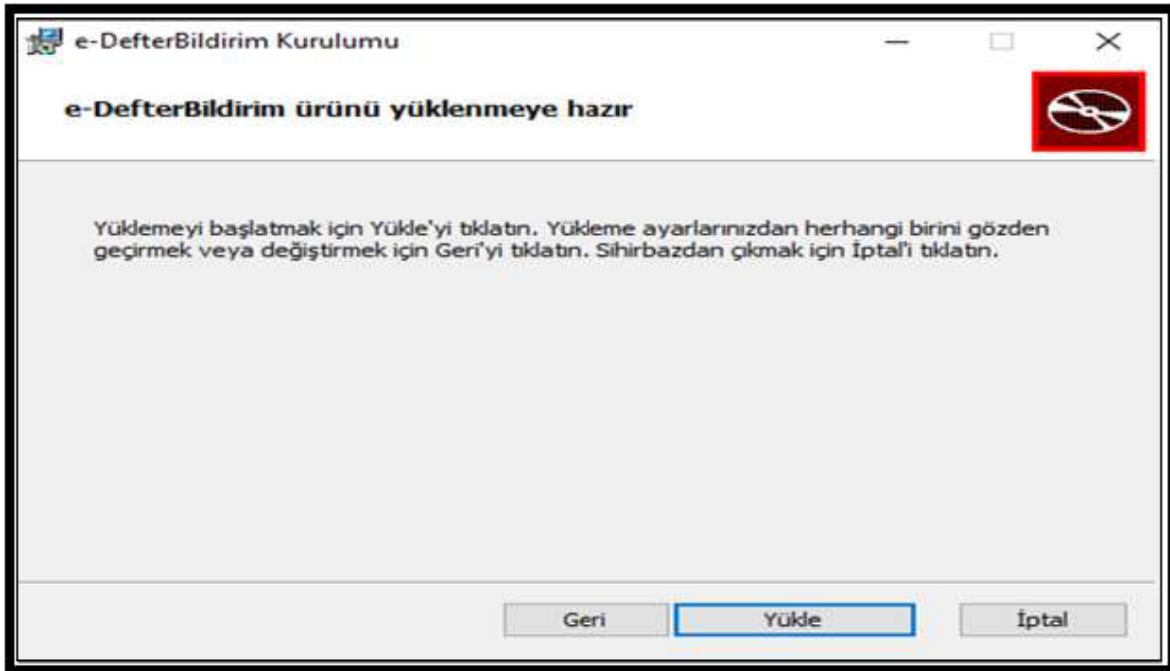 e-DefterBildirim Kurulumu
e-DefterBildirim ürünü yüklenmeye hazır
Yüklemeyi başlatmak için Yükle'yi tıklatın. Yükleme ayarlarınızdan herhangi birini gözden
geçirmek veya değiştirmek için Geri'yi tıklatın. Sihirbazdan çıkmak için İptal'i tıklatın.
Geri Yükle İptal